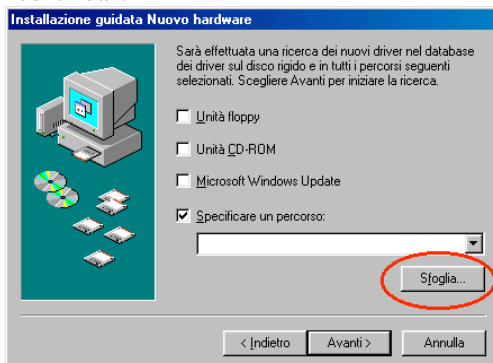 Installazione guidata Nuovo hardware
Sarà effettuata una ricerca dei nuovi driver nel database
dei driver sul disco rigido e in tutti i percorsi seguenti
selezionati. Scegliere Avanti per iniziare la ricerca.
Unità floppy
Unità CD-ROM
Microsoft Windows Update
Specificare un percorso:
Sfoglia...
< Indietro
Avanti >
Annulla